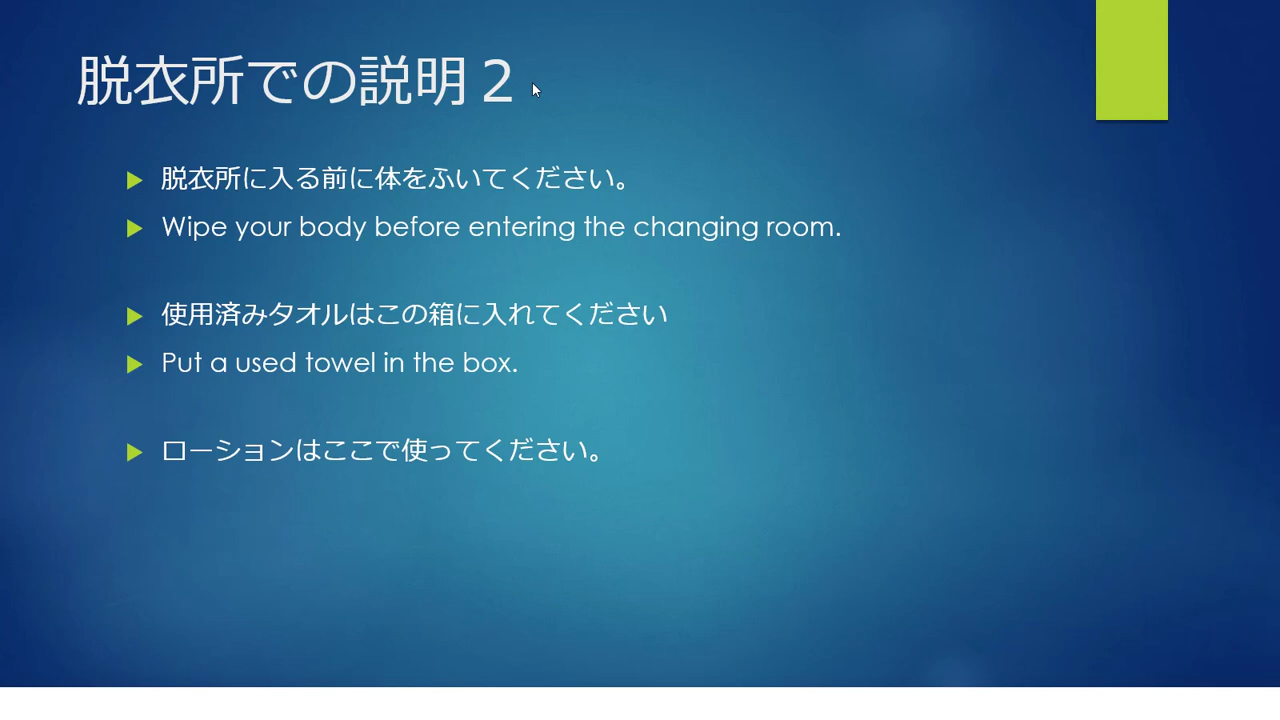 脱衣所での説明２
脱衣所に入る前に体をふいてください。
Wipe your body before entering the changing room.
使用済みタオルはこの箱に入れてください
Put a used towel in the box.
ローションはここで使ってください。